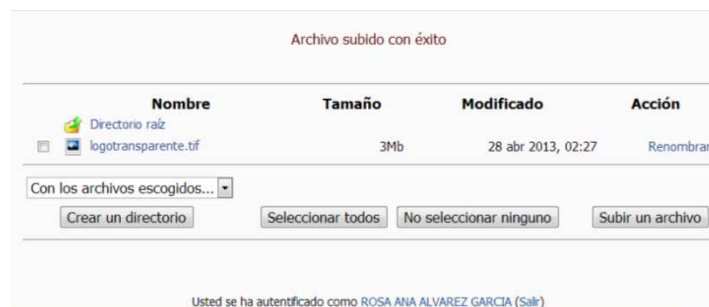 Archivo subido con éxito
Nombre Tamaño Modificado Acción
Directorio raíz
logotransparente.tif 3Mb 28 abr 2013, 02:27 Renombrar
Con los archivos escogidos...
Crear un directorio Seleccionar todos No seleccionar ninguno Subir un archivo
Usted se ha autentificado como ROSA ANA ALVAREZ GARCIA (Salir)